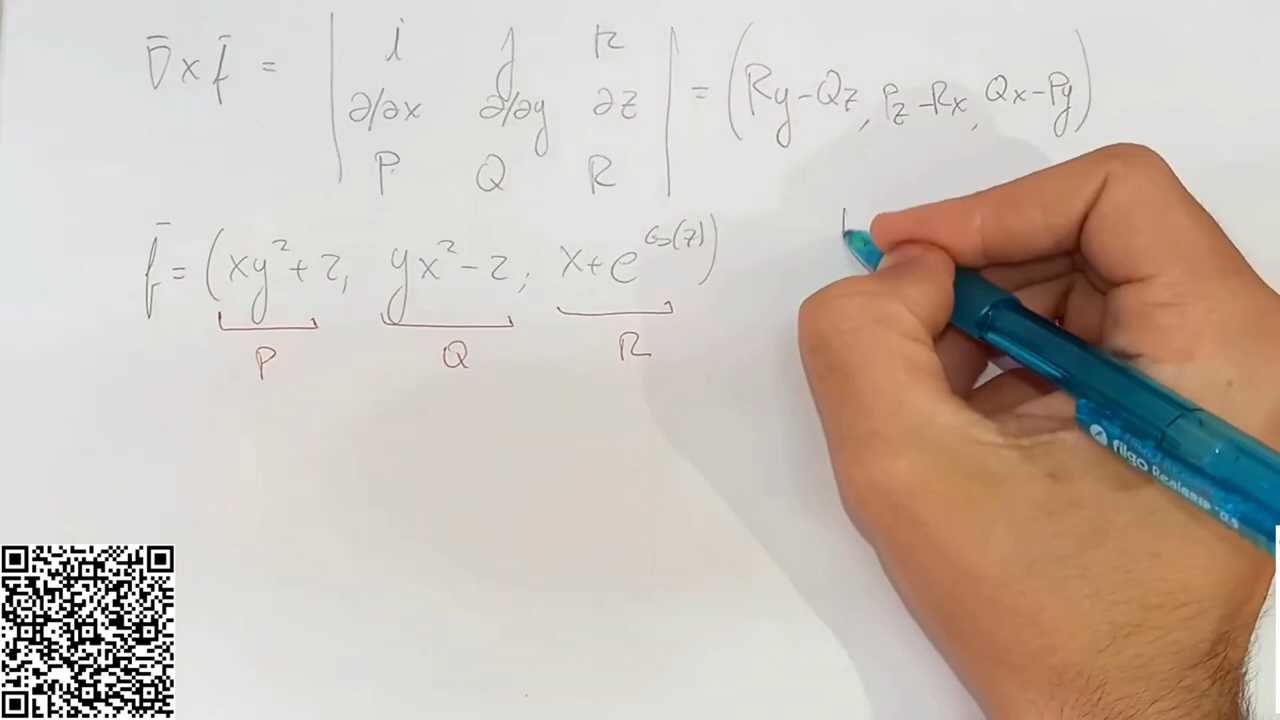 ∇̄ x f̄ = | i j k | = (Ry-Qz, Pz-Rx, Qx-Py)
∂/∂x ∂/∂y ∂z
P Q R
f̄ = (xy²+z, yx²-z, x+e^cos(z))
P Q R
filgo